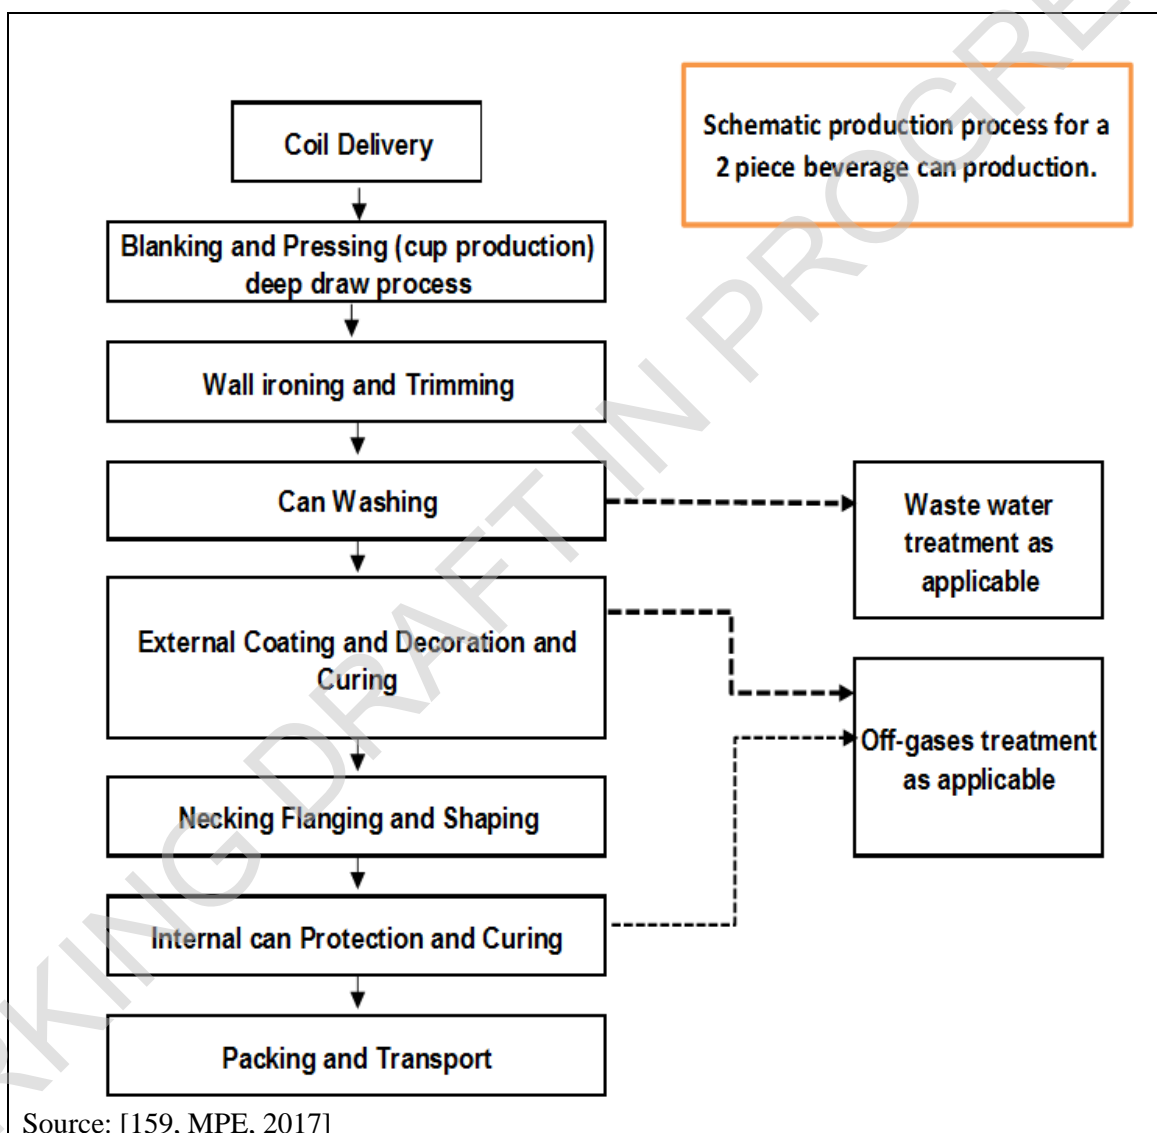 Schematic production process for a
2 piece beverage can production.
Coil Delivery
Blanking and Pressing (cup production)
deep draw process
Wall ironing and Trimming
Can Washing
Waste water
treatment as
applicable
External Coating and Decoration and
Curing
Off-gases treatment
as applicable
Necking Flanging and Shaping
Internal can Protection and Curing
Packing and Transport
Source: [159, MPE, 2017]
RKING DRAFT IN PROGRE